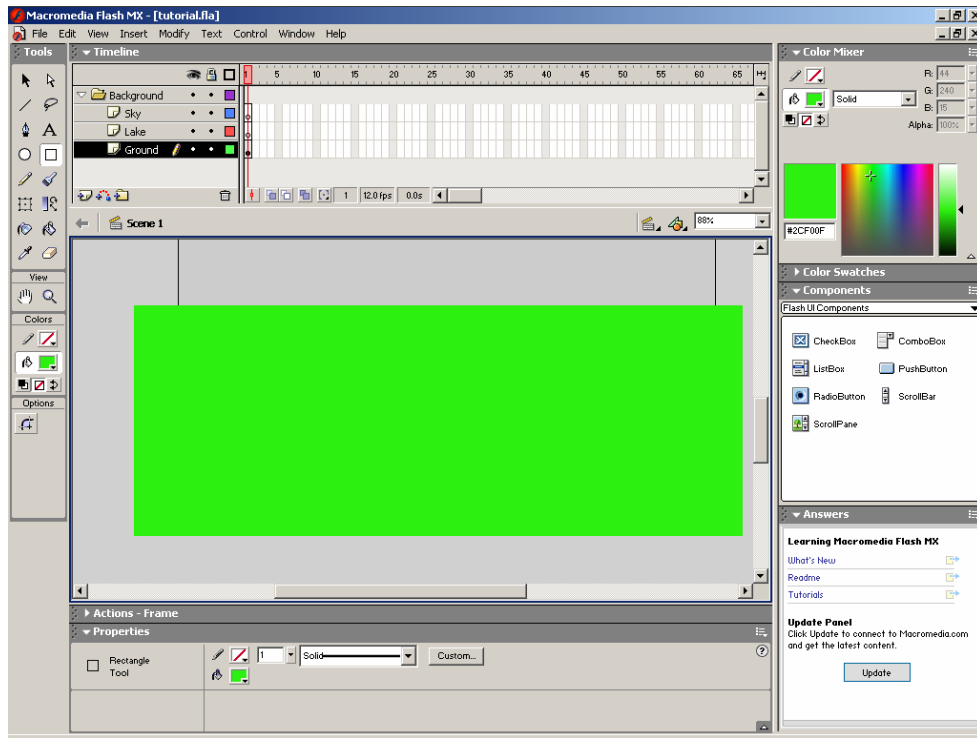 Macromedia Flash MX - [tutorial.fla]
File Edit View Insert Modify Text Control Window Help
Tools
Timeline
1 5 10 15 20 25 30 35 40 45 50 55 60 65
Background
Sky
Lake
Ground
1 12.0 fps 0.0s
Scene 1
88%
View
Colors
Options
Color Mixer
R: 44
Solid
G: 240
B: 15
Alpha: 100%
#2CF00F
Color Swatches
Components
Flash UI Components
CheckBox ComboBox
ListBox PushButton
RadioButton ScrollBar
ScrollPane
Answers
Learning Macromedia Flash MX
What's New
Readme
Tutorials
Update Panel
Click Update to connect to Macromedia.com
and get the latest content.
Update
Actions - Frame
Properties
Rectangle
Tool
1 Solid Custom...